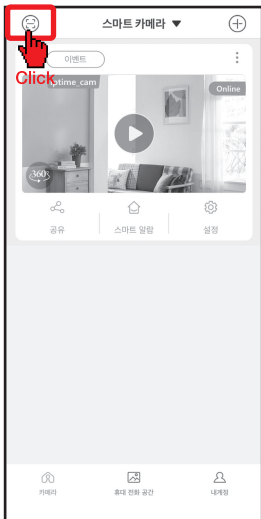 스마트 카메라 ▼
이벤트
Click
ptime_cam
Online
360°
공유
스마트 알람
설정
카메라
휴대 전화 공간
내계정